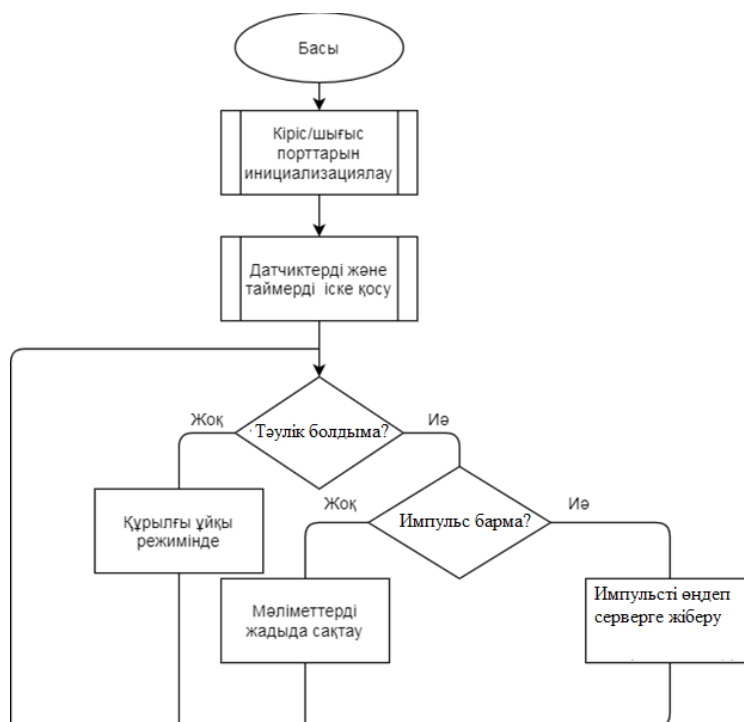 Басы
Кіріс/шығыс
порттарын
инициализациялау
Датчиктерді және
таймерді іске қосу
Жоқ
Тәулік болдыма?
Иә
Құрылғы ұйқы
режимінде
Жоқ
Импульс барма?
Иә
Мәліметтерді
жадыда сақтау
Импульсті өңдеп
серверге жіберу